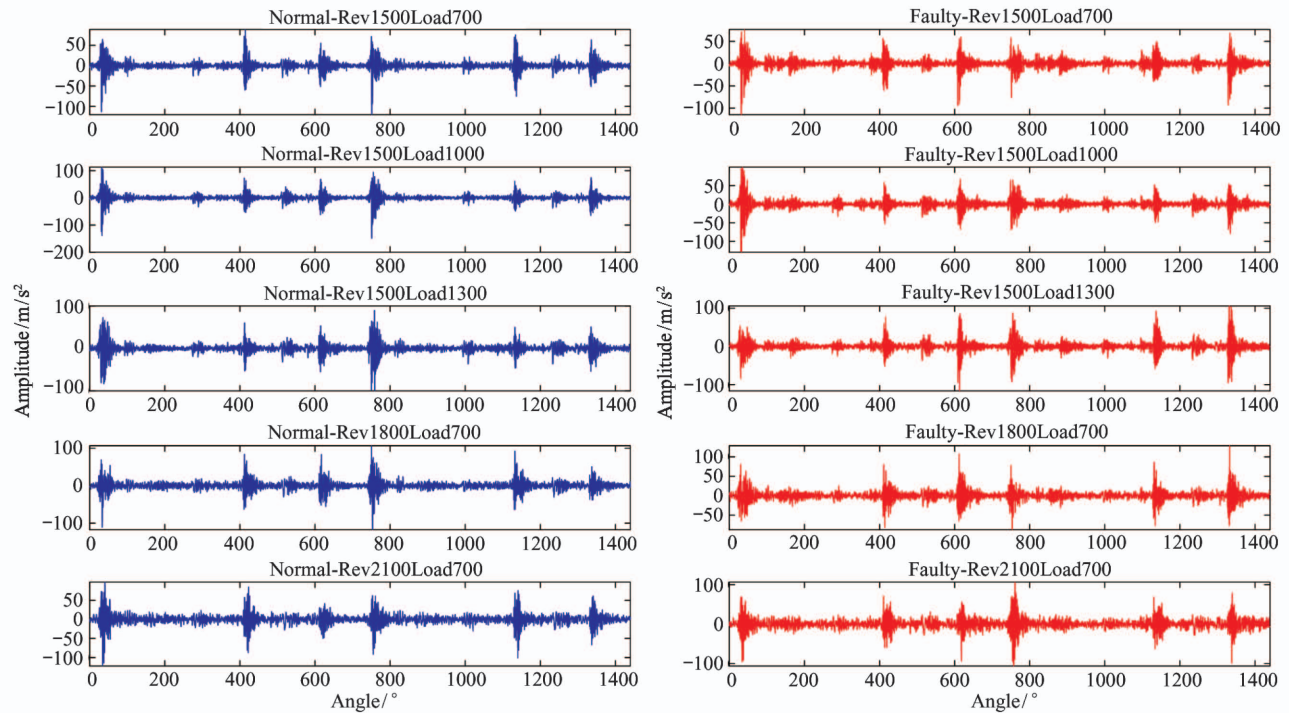 Normal-Rev1500Load700
50
0
−50
−100
0 200 400 600 800 1000 1200 1400
Normal-Rev1500Load1000
100
0
−100
−200
0 200 400 600 800 1000 1200 1400
Normal-Rev1500Load1300
100
0
−100
0 200 400 600 800 1000 1200 1400
Normal-Rev1800Load700
100
0
−100
0 200 400 600 800 1000 1200 1400
Normal-Rev2100Load700
50
0
−50
−100
0 200 400 600 800 1000 1200 1400
Amplitude/m/s²
Angle/°
Faulty-Rev1500Load700
50
0
−50
−100
0 200 400 600 800 1000 1200 1400
Faulty-Rev1500Load1000
50
0
−50
−100
0 200 400 600 800 1000 1200 1400
Faulty-Rev1500Load1300
100
0
−100
0 200 400 600 800 1000 1200 1400
Faulty-Rev1800Load700
100
50
0
−50
0 200 400 600 800 1000 1200 1400
Faulty-Rev2100Load700
100
0
−100
0 200 400 600 800 1000 1200 1400
Amplitude/m/s²
Angle/°